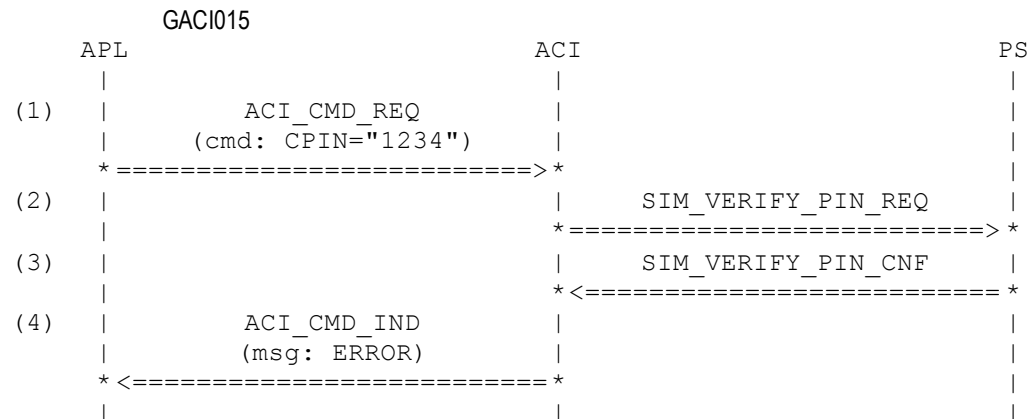 GACI015
APL ACI PS
(1) ACI_CMD_REQ
(cmd: CPIN="1234")
(2) SIM_VERIFY_PIN_REQ
(3) SIM_VERIFY_PIN_CNF
(4) ACI_CMD_IND
(msg: ERROR)